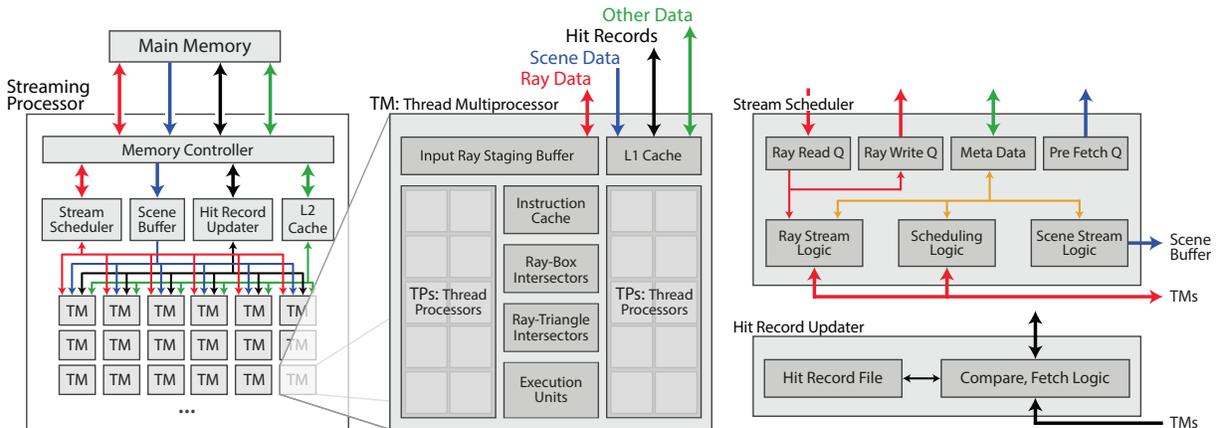 Main Memory
Streaming
Processor
Memory Controller
Stream
Scheduler
Scene
Buffer
Hit Record
Updater
L2
Cache
TM TM TM TM TM TM
TM TM TM TM TM TM
TM TM TM TM TM TM
...
Other Data
Hit Records
Scene Data
Ray Data
TM: Thread Multiprocessor
Input Ray Staging Buffer
L1 Cache
Instruction
Cache
Ray-Box
Intersectors
TPs: Thread
Processors
Ray-Triangle
Intersectors
TPs: Thread
Processors
Execution
Units
Stream Scheduler
Ray Read Q
Ray Write Q
Meta Data
Pre Fetch Q
Ray Stream
Logic
Scheduling
Logic
Scene Stream
Logic
Scene
Buffer
TMs
Hit Record Updater
Hit Record File
Compare, Fetch Logic
TMs